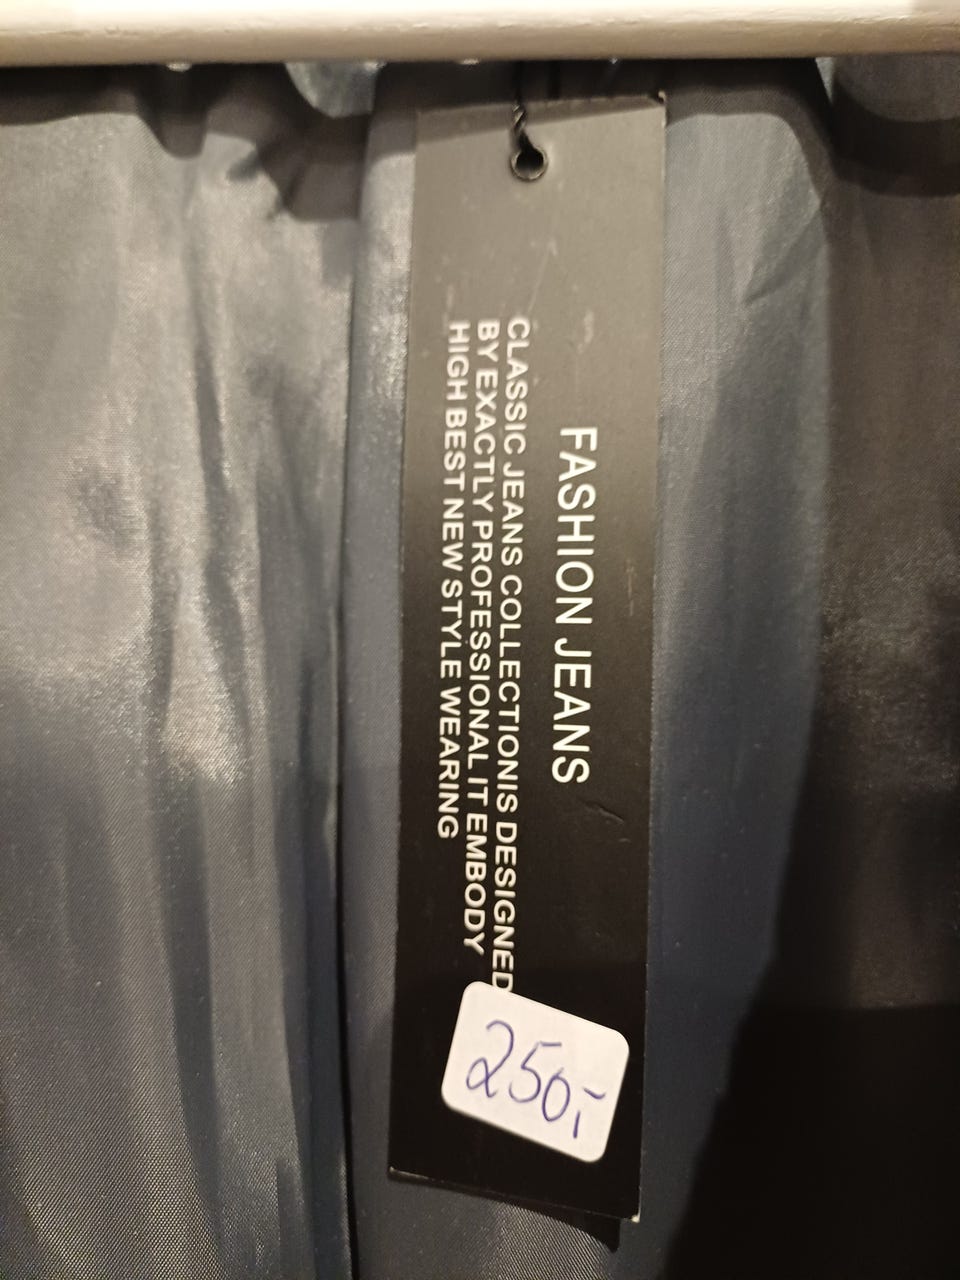 FASHION JEANS
CLASSIC JEANS COLLECTIONIS DESIGNED
BY EXACTLY PROFESSIONAL IT EMBODY
HIGH BEST NEW STYLE WEARING
250,-